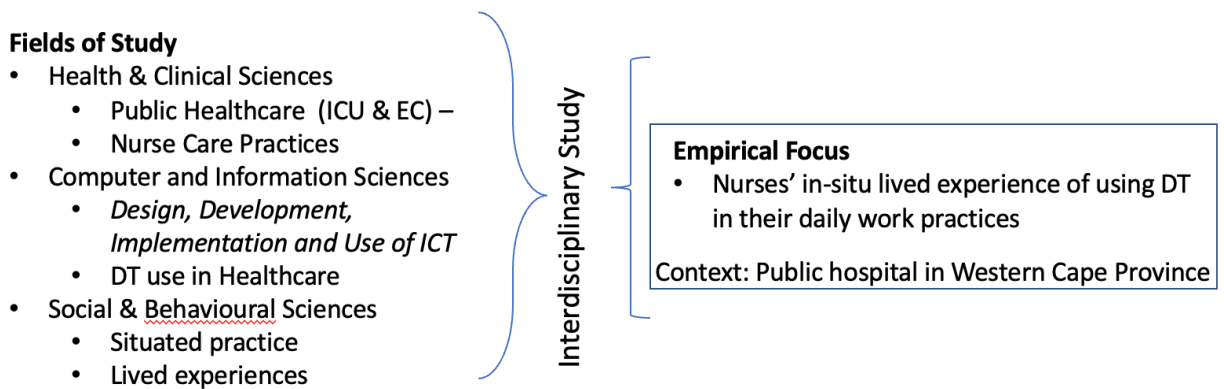 Fields of Study
• Health & Clinical Sciences
• Public Healthcare (ICU & EC) –
• Nurse Care Practices
• Computer and Information Sciences
• Design, Development,
Implementation and Use of ICT
• DT use in Healthcare
• Social & Behavioural Sciences
• Situated practice
• Lived experiences
Interdisciplinary Study
Empirical Focus
• Nurses’ in-situ lived experience of using DT
in their daily work practices
Context: Public hospital in Western Cape Province